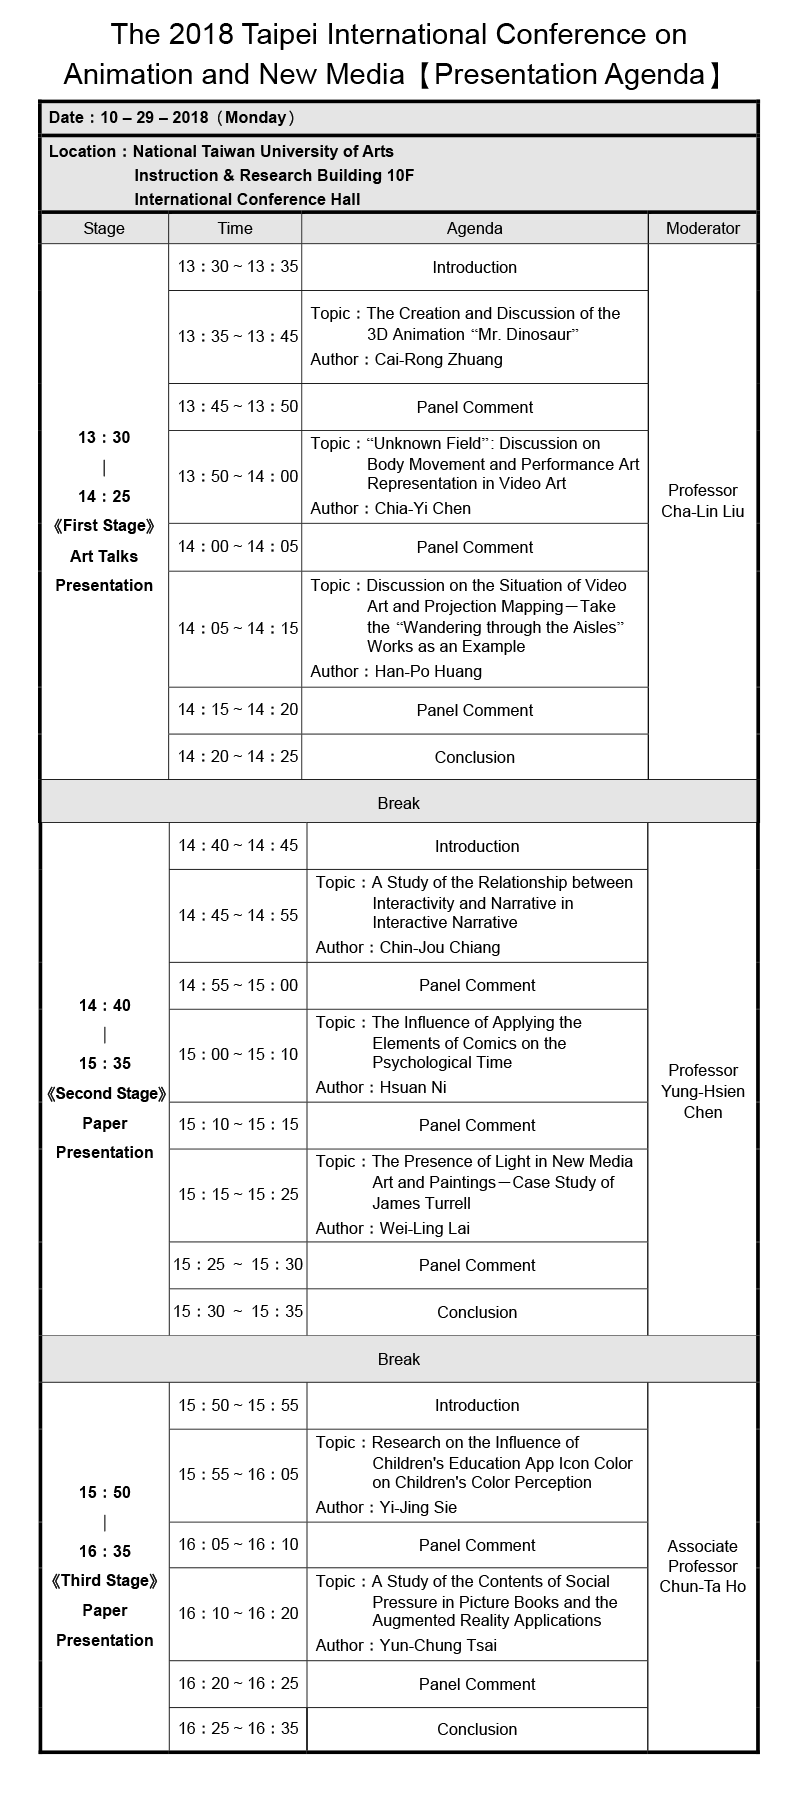 The 2018 Taipei International Conference on
Animation and New Media【Presentation Agenda】
Date：10 – 29 – 2018（Monday）
Location：National Taiwan University of Arts
Instruction & Research Building 10F
International Conference Hall
Stage Time Agenda Moderator
13：30
｜
14：25
《First Stage》
Art Talks
Presentation
13：30 ~ 13：35 Introduction
13：35 ~ 13：45
Topic：The Creation and Discussion of the
3D Animation “Mr. Dinosaur”
Author：Cai-Rong Zhuang
13：45 ~ 13：50 Panel Comment
13：50 ~ 14：00
Topic：“Unknown Field”: Discussion on
Body Movement and Performance Art
Representation in Video Art
Author：Chia-Yi Chen
14：00 ~ 14：05 Panel Comment
14：05 ~ 14：15
Topic：Discussion on the Situation of Video
Art and Projection Mapping－Take
the “Wandering through the Aisles”
Works as an Example
Author：Han-Po Huang
14：15 ~ 14：20 Panel Comment
14：20 ~ 14：25 Conclusion
Professor
Cha-Lin Liu
Break
14：40
｜
15：35
《Second Stage》
Paper
Presentation
14：40 ~ 14：45 Introduction
14：45 ~ 14：55
Topic：A Study of the Relationship between
Interactivity and Narrative in
Interactive Narrative
Author：Chin-Jou Chiang
14：55 ~ 15：00 Panel Comment
15：00 ~ 15：10
Topic：The Influence of Applying the
Elements of Comics on the
Psychological Time
Author：Hsuan Ni
15：10 ~ 15：15 Panel Comment
15：15 ~ 15：25
Topic：The Presence of Light in New Media
Art and Paintings－Case Study of
James Turrell
Author：Wei-Ling Lai
15：25 ~ 15：30 Panel Comment
15：30 ~ 15：35 Conclusion
Professor
Yung-Hsien
Chen
Break
15：50
｜
16：35
《Third Stage》
Paper
Presentation
15：50 ~ 15：55 Introduction
15：55 ~ 16：05
Topic：Research on the Influence of
Children's Education App Icon Color
on Children's Color Perception
Author：Yi-Jing Sie
16：05 ~ 16：10 Panel Comment
16：10 ~ 16：20
Topic：A Study of the Contents of Social
Pressure in Picture Books and the
Augmented Reality Applications
Author：Yun-Chung Tsai
16：20 ~ 16：25 Panel Comment
16：25 ~ 16：35 Conclusion
Associate
Professor
Chun-Ta Ho